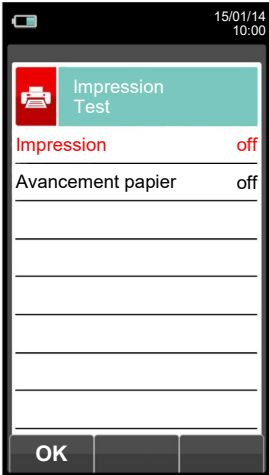 15/01/14
10:00
Impression
Test
Impression off
Avancement papier off
OK